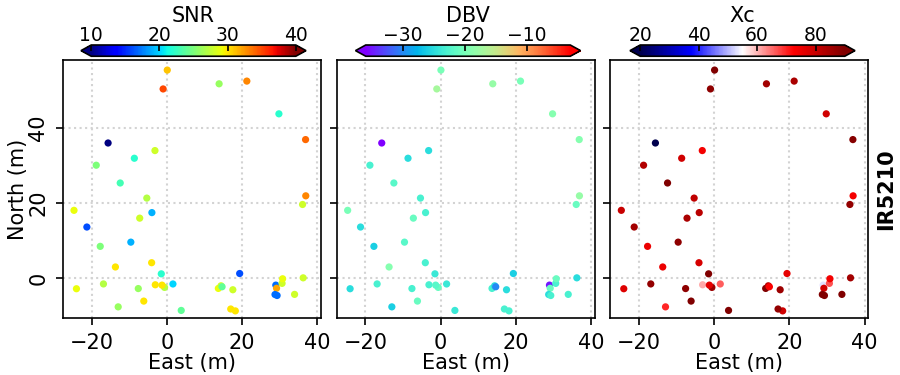 SNR DBV Xc
10 20 30 40 −30 −20 −10 20 40 60 80
40
20
0
North (m)
IR5210
−20 0 20 40 −20 0 20 40 −20 0 20 40
East (m) East (m) East (m)